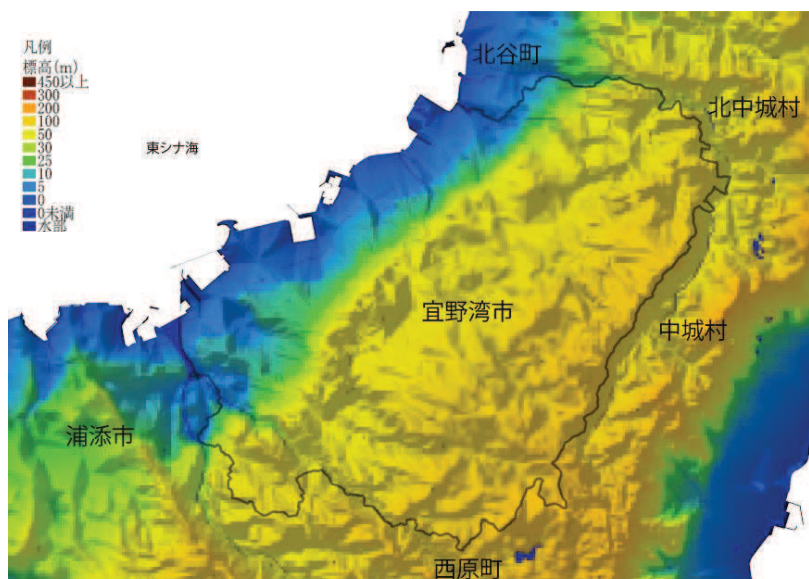 凡例
標高(m)
450以上
300
200
100
50
30
25
10
5
0
0未満
水部
東シナ海
北谷町
北中城村
宜野湾市
中城村
浦添市
西原町